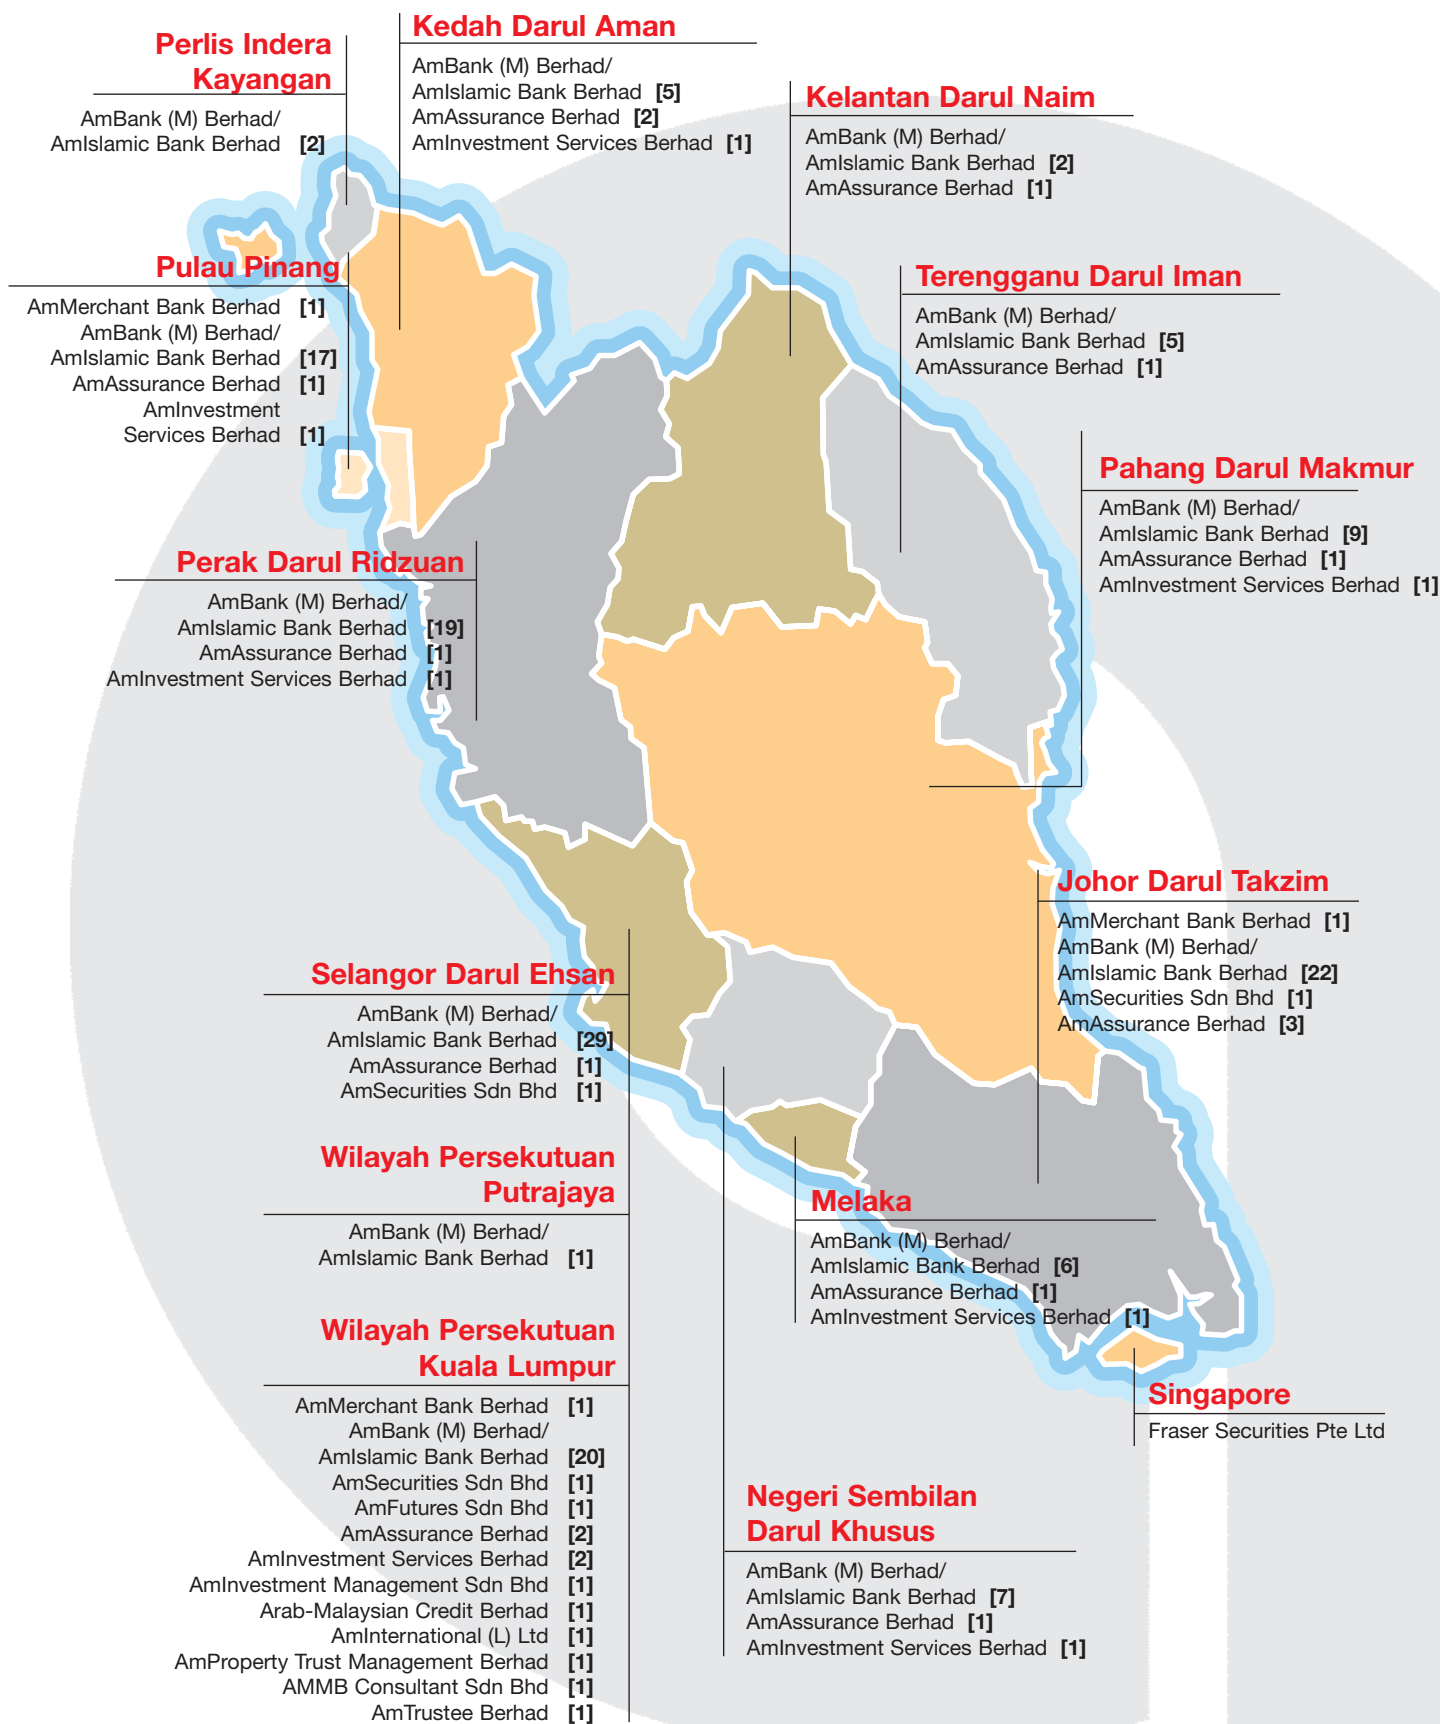 Perlis Indera
Kayangan
AmBank (M) Berhad/
AmIslamic Bank Berhad [2]
Kedah Darul Aman
AmBank (M) Berhad/
AmIslamic Bank Berhad [5]
AmAssurance Berhad [2]
AmInvestment Services Berhad [1]
Kelantan Darul Naim
AmBank (M) Berhad/
AmIslamic Bank Berhad [2]
AmAssurance Berhad [1]
Pulau Pinang
AmMerchant Bank Berhad [1]
AmBank (M) Berhad/
AmIslamic Bank Berhad [17]
AmAssurance Berhad [1]
AmInvestment
Services Berhad [1]
Terengganu Darul Iman
AmBank (M) Berhad/
AmIslamic Bank Berhad [5]
AmAssurance Berhad [1]
Pahang Darul Makmur
AmBank (M) Berhad/
AmIslamic Bank Berhad [9]
AmAssurance Berhad [1]
AmInvestment Services Berhad [1]
Perak Darul Ridzuan
AmBank (M) Berhad/
AmIslamic Bank Berhad [19]
AmAssurance Berhad [1]
AmInvestment Services Berhad [1]
Johor Darul Takzim
AmMerchant Bank Berhad [1]
AmBank (M) Berhad/
AmIslamic Bank Berhad [22]
AmSecurities Sdn Bhd [1]
AmAssurance Berhad [3]
Selangor Darul Ehsan
AmBank (M) Berhad/
AmIslamic Bank Berhad [29]
AmAssurance Berhad [1]
AmSecurities Sdn Bhd [1]
Wilayah Persekutuan
Putrajaya
AmBank (M) Berhad/
AmIslamic Bank Berhad [1]
Melaka
AmBank (M) Berhad/
AmIslamic Bank Berhad [6]
AmAssurance Berhad [1]
AmInvestment Services Berhad [1]
Wilayah Persekutuan
Kuala Lumpur
AmMerchant Bank Berhad [1]
AmBank (M) Berhad/
AmIslamic Bank Berhad [20]
AmSecurities Sdn Bhd [1]
AmFutures Sdn Bhd [1]
AmAssurance Berhad [2]
AmInvestment Services Berhad [2]
AmInvestment Management Sdn Bhd [1]
Arab-Malaysian Credit Berhad [1]
AmInternational (L) Ltd [1]
AmProperty Trust Management Berhad [1]
AMMB Consultant Sdn Bhd [1]
AmTrustee Berhad [1]
Singapore
Fraser Securities Pte Ltd
Negeri Sembilan
Darul Khusus
AmBank (M) Berhad/
AmIslamic Bank Berhad [7]
AmAssurance Berhad [1]
AmInvestment Services Berhad [1]